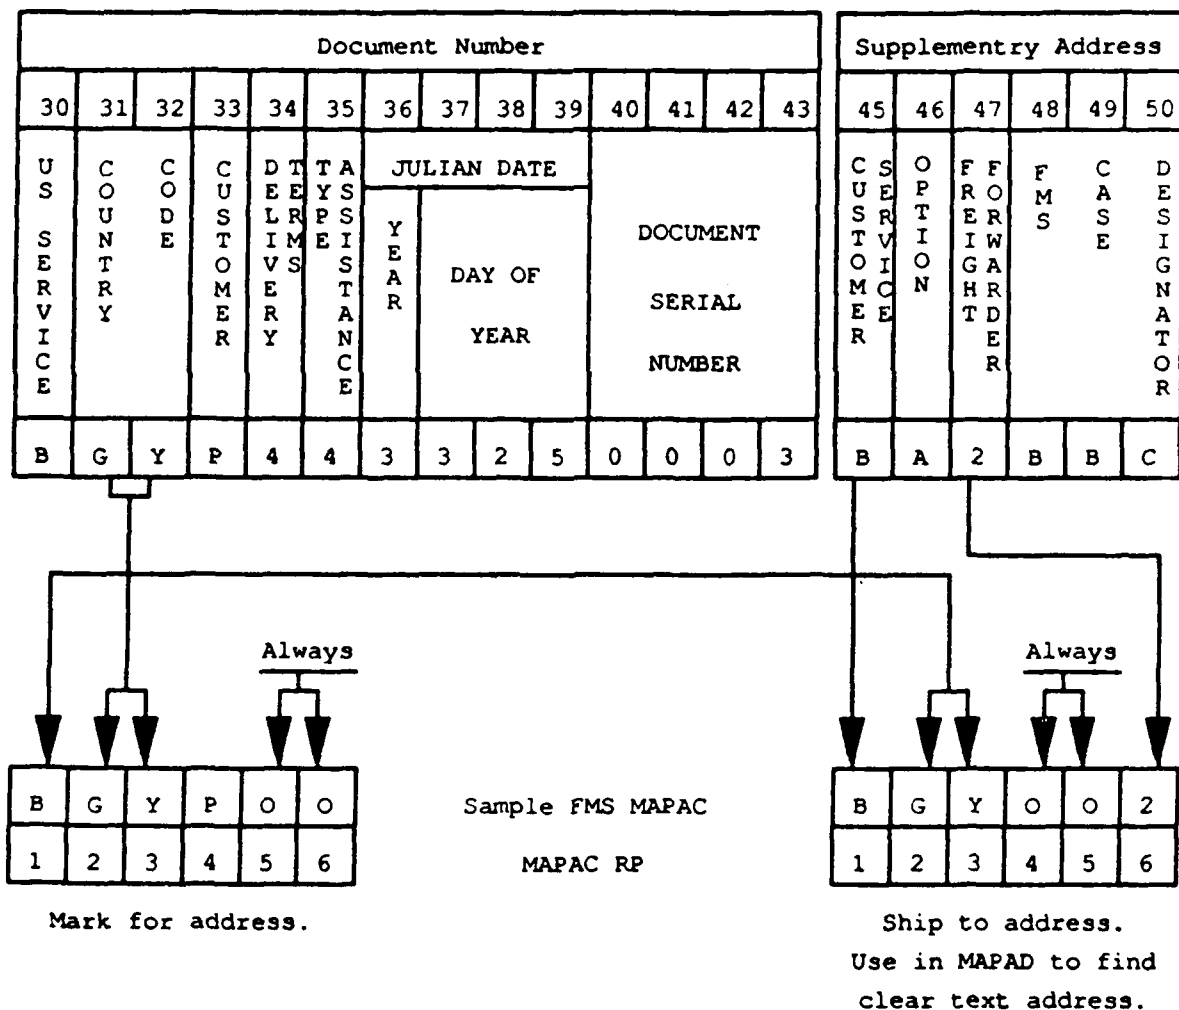 Document Number
Supplementry Address
30 31 32 33 34 35 36 37 38 39 40 41 42 43
45 46 47 48 49 50
US SERVICE
COUNTRY
CODE
CUSTOMER
DELIVERY
TERMS
TYPE
ASSISTANCE
JULIAN DATE
YEAR
DAY OF
YEAR
DOCUMENT
SERIAL
NUMBER
CUSTOMER
SERVICE
OPTION
FREIGHT
FORWARDER
FMS
CASE
DESIGNATOR
B G Y P 4 4 3 3 2 5 0 0 0 3
B A 2 B B C
Always
Always
B G Y P O O
Sample FMS MAPAC
B G Y O O 2
1 2 3 4 5 6
MAPAC RP
1 2 3 4 5 6
Mark for address.
Ship to address.
Use in MAPAD to find
clear text address.